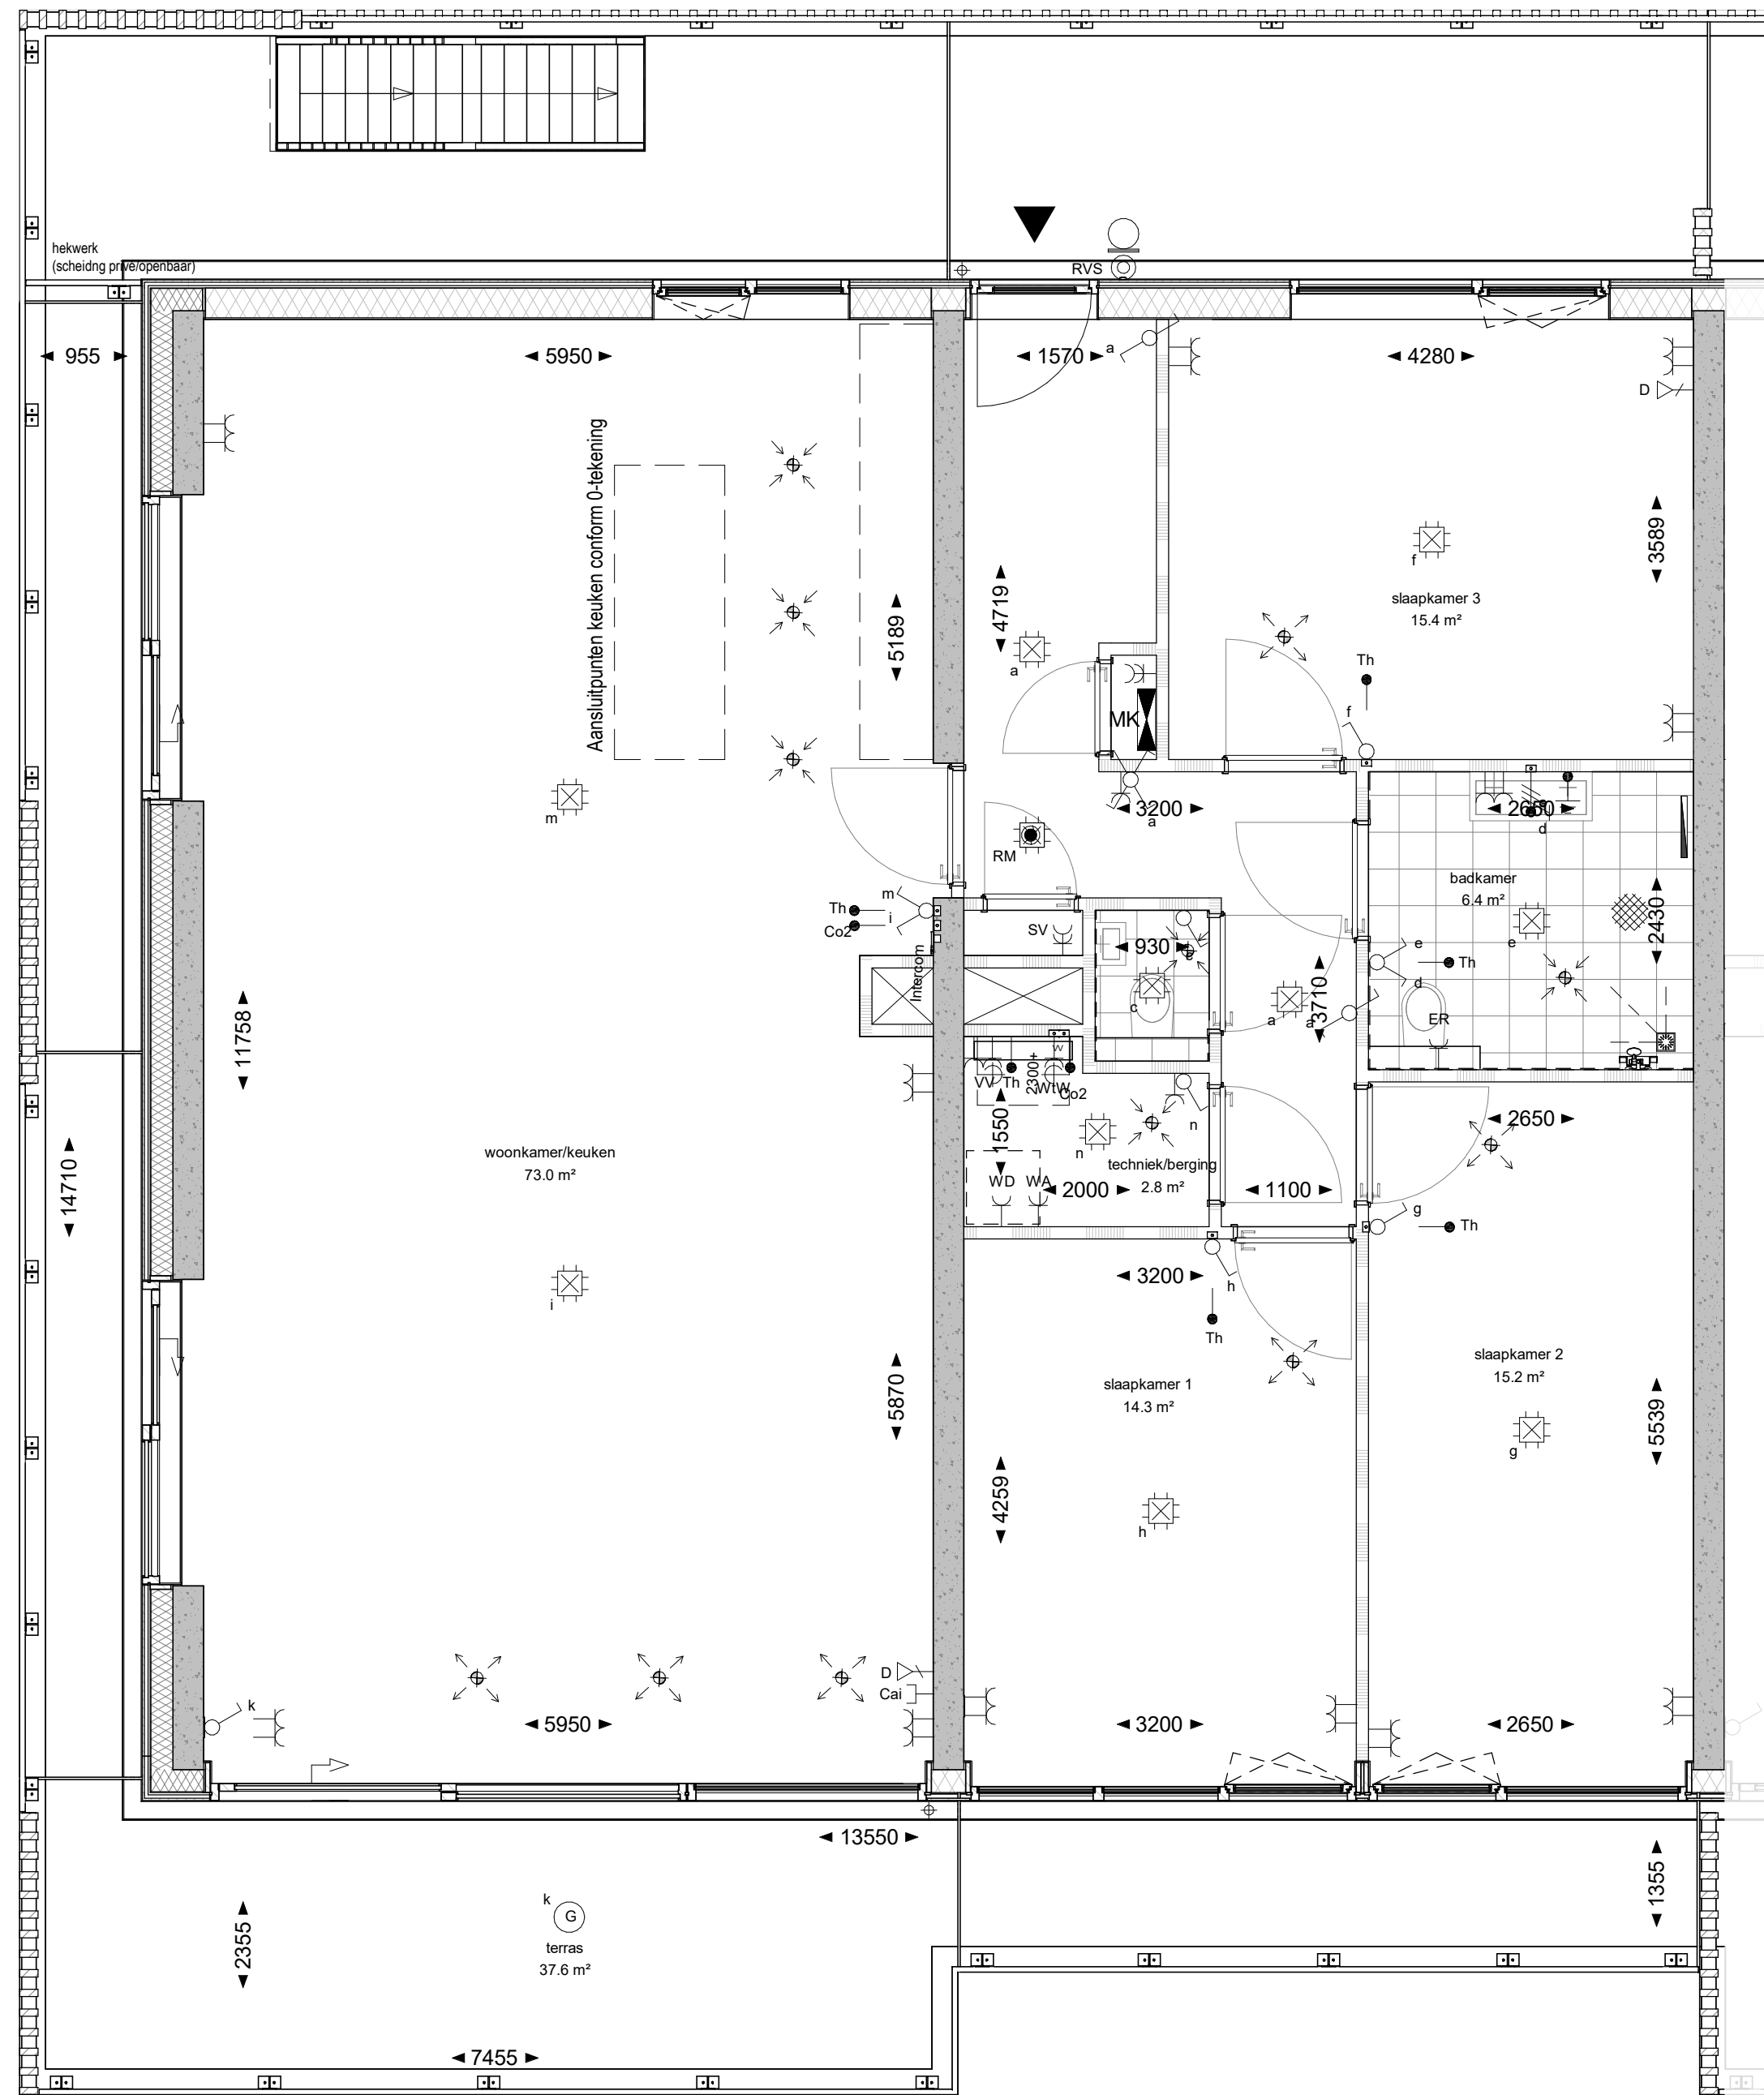 hekwerk
(scheidng privé/openbaar)
RVS
955
5950
1570
a
4280
D
Aansluitpunten keuken conform 0-tekening
3589
f
slaapkamer 3
15.4 m²
4719
5189
a
Th
f
MK
m
3200
a
2650
d
RM
badkamer
6.4 m²
m
Th
i
Co2
SV
930
2430
e
e
Th
d
Intercom
c
3710
a
a
ER
11758
VV
Th
2300+
W
WtW
Co2
1550
n
n
2650
14710
woonkamer/keuken
73.0 m²
techniek/berging
2.8 m²
WD
WA
2000
1100
g
Th
3200
h
i
Th
slaapkamer 2
15.2 m²
slaapkamer 1
14.3 m²
5870
5539
g
4259
h
D
Cai
k
5950
3200
2650
13550
1355
k
G
2355
terras
37.6 m²
7455